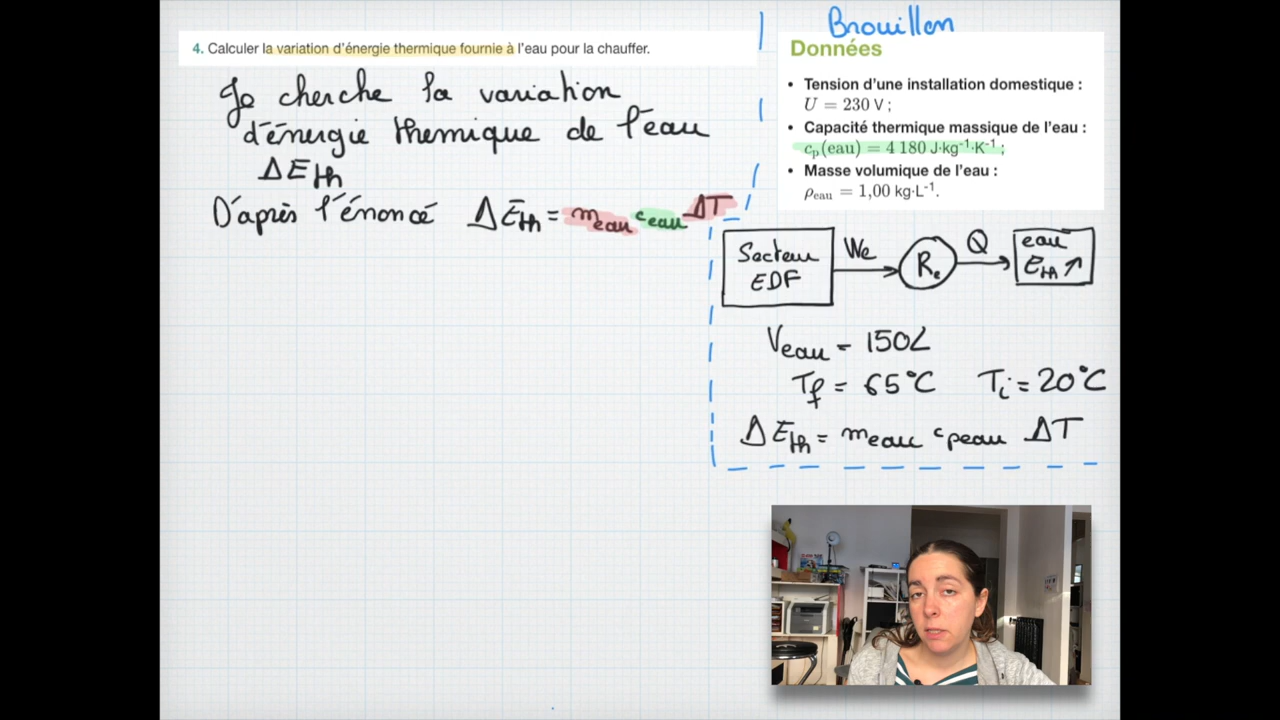 4. Calculer la variation d'énergie thermique fournie à l'eau pour la chauffer.
Je cherche la variation
d'énergie themique de l'eau
ΔEth
D'après l'énoncé ΔEth = meau ceau ΔT
Brouillon
Données
• Tension d'une installation domestique :
U = 230 V ;
• Capacité thermique massique de l'eau :
cp(eau) = 4 180 J·kg⁻¹·K⁻¹ ;
• Masse volumique de l'eau :
ρeau = 1,00 kg·L⁻¹.
Secteur
EDF
We
Re
Q
eau
Eth ↗
Veau = 150L
Tf = 65°C Ti = 20°C
ΔEth = meau cpeau ΔT